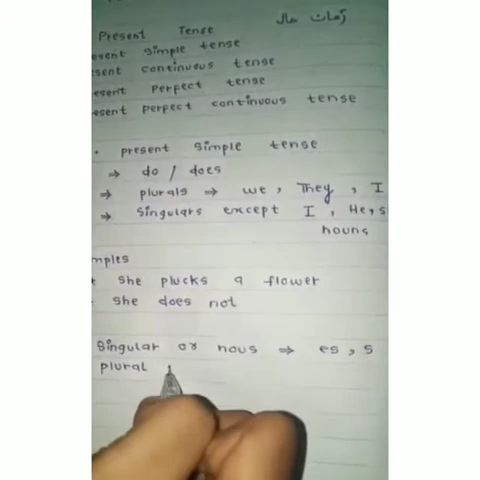 Present Tense زمانہ حال
esent simple tense
sent continuous tense
esent perfect tense
esent perfect continuous tense
• present simple tense
⇒ do / does
⇒ plurals ⇒ we, They, I
⇒ Singulars except I, He, s
nouns
mples
she plucks a flower
she does not
Singular or nous ⇒ es, s
plural